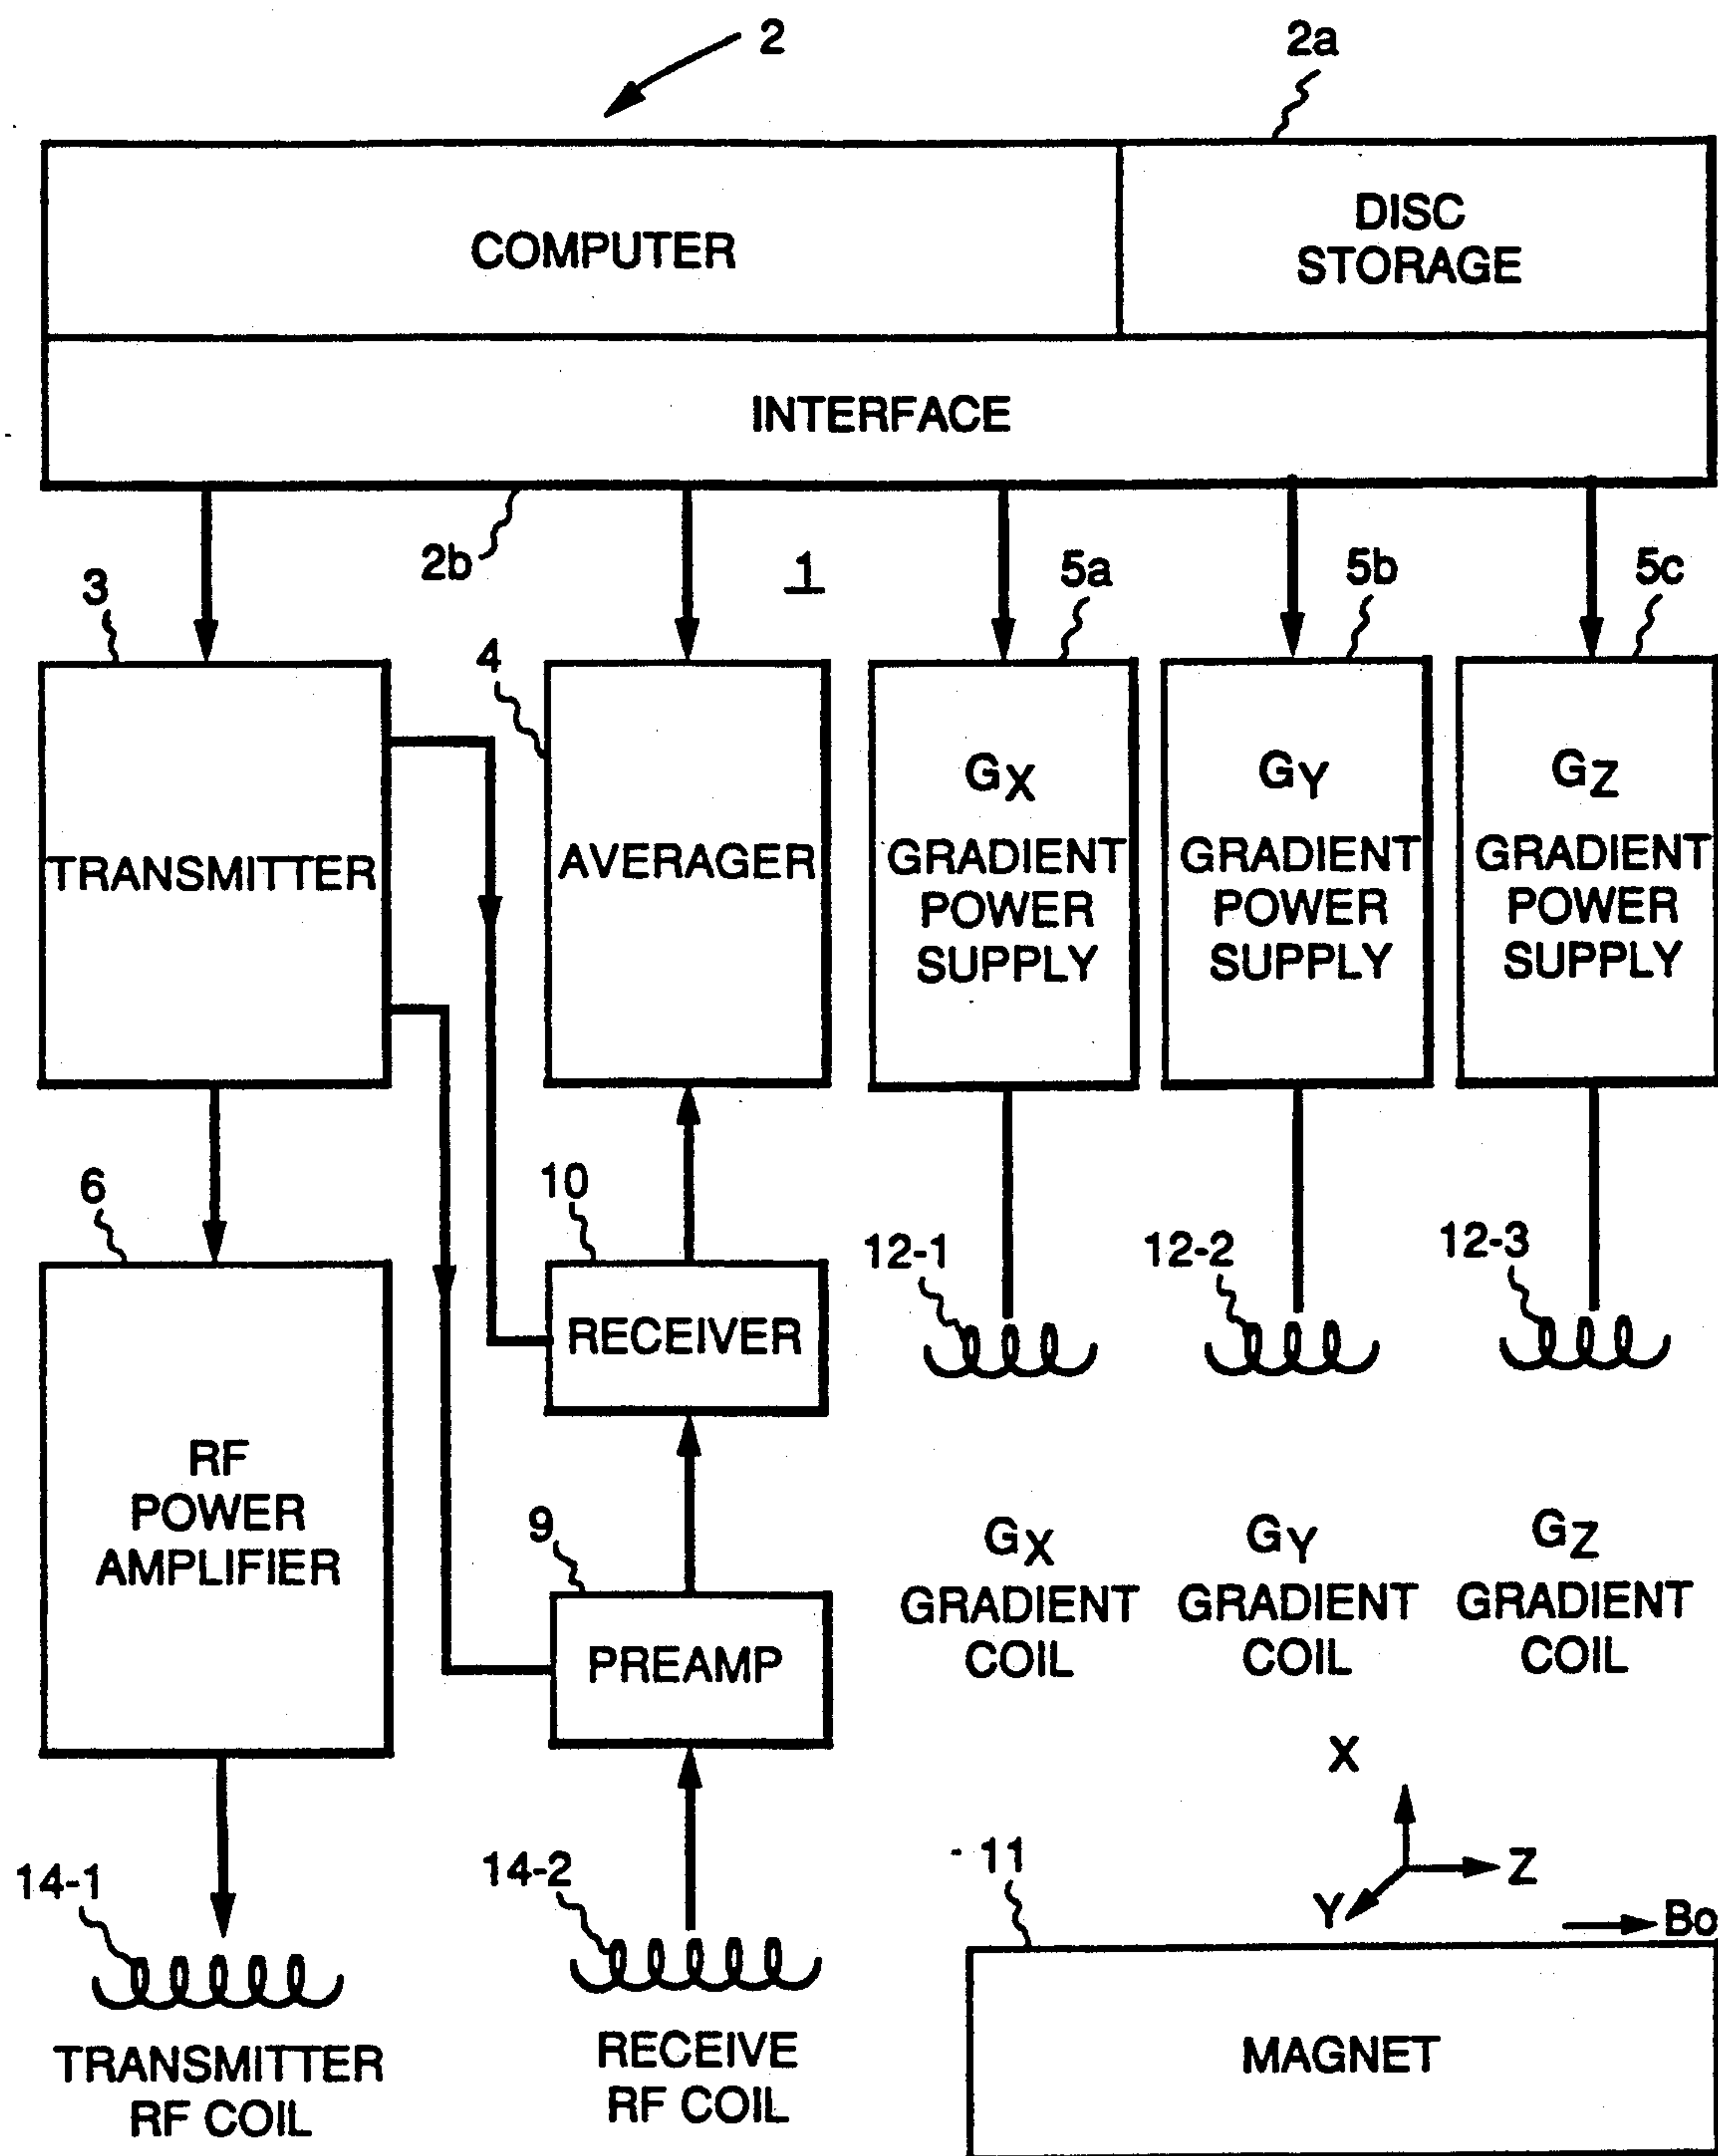 2
2a
COMPUTER
DISC
STORAGE
INTERFACE
2b
1
3
4
5a
5b
5c
TRANSMITTER
AVERAGER
GX
GRADIENT
POWER
SUPPLY
GY
GRADIENT
POWER
SUPPLY
GZ
GRADIENT
POWER
SUPPLY
6
10
12-1
12-2
12-3
RECEIVER
RF
POWER
AMPLIFIER
9
PREAMP
GX
GRADIENT
COIL
GY
GRADIENT
COIL
GZ
GRADIENT
COIL
X
Z
Y
Bo
14-1
14-2
11
TRANSMITTER
RF COIL
RECEIVE
RF COIL
MAGNET